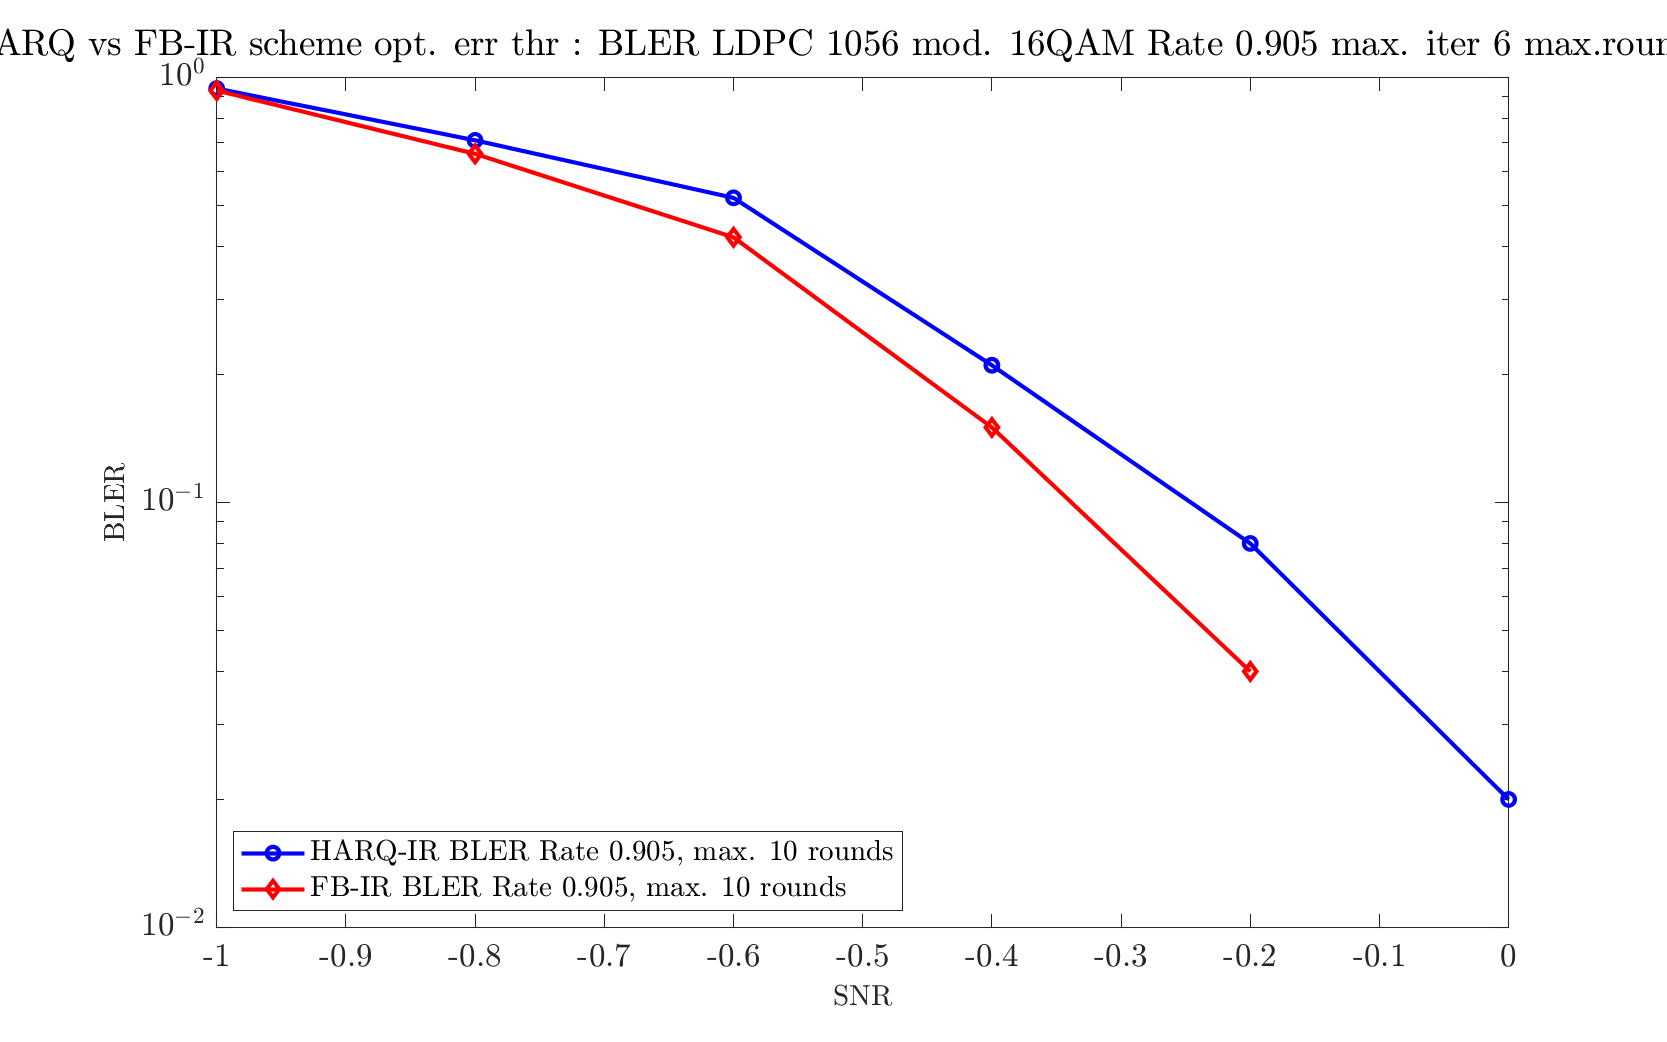 ARQ vs FB-IR scheme opt. err thr : BLER LDPC 1056 mod. 16QAM Rate 0.905 max. iter 6 max.roun
10⁰
10⁻¹
10⁻²
BLER
HARQ-IR BLER Rate 0.905, max. 10 rounds
FB-IR BLER Rate 0.905, max. 10 rounds
-1 -0.9 -0.8 -0.7 -0.6 -0.5 -0.4 -0.3 -0.2 -0.1 0
SNR